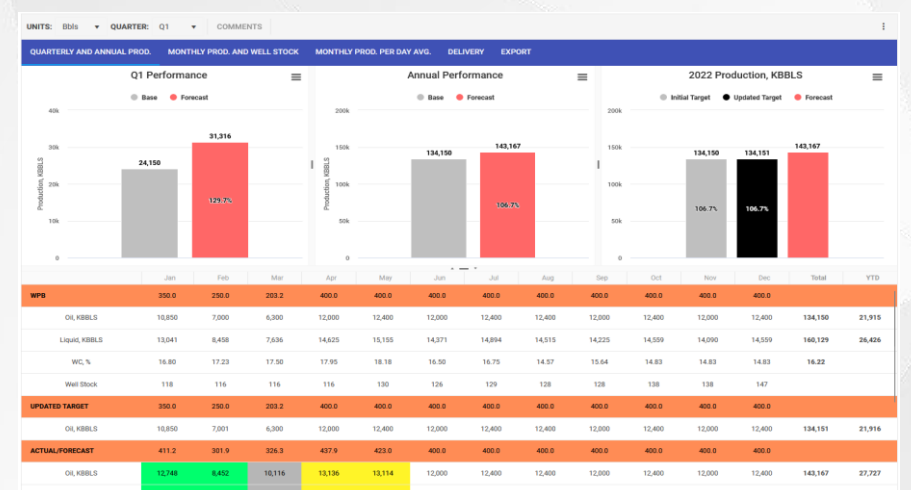 UNITS: Bbls QUARTER: Q1 COMMENTS
QUARTERLY AND ANNUAL PROD. MONTHLY PROD. AND WELL STOCK MONTHLY PROD. PER DAY AVG. DELIVERY EXPORT
Q1 Performance
Base Forecast
Production, KBBLS
40k
30k
20k
10k
0
24,150
31,316
129.7%
Annual Performance
Base Forecast
Production, KBBLS
200k
150k
100k
50k
0
134,150
143,167
106.7%
2022 Production, KBBLS
Initial Target Updated Target Forecast
200k
150k
100k
50k
0
134,150
134,151
143,167
106.7%
106.7%
Jan Feb Mar Apr May Jun Jul Aug Sep Oct Nov Dec Total YTD
WPB 350.0 250.0 203.2 400.0 400.0 400.0 400.0 400.0 400.0 400.0 400.0 400.0
Oil, KBBLS 10,850 7,000 6,300 12,000 12,400 12,000 12,400 12,400 12,000 12,400 12,000 12,400 134,150 21,915
Liquid, KBBLS 13,041 8,458 7,636 14,625 15,155 14,371 14,894 14,515 14,225 14,559 14,090 14,559 160,129 26,426
WC, % 16.80 17.23 17.50 17.95 18.18 16.50 16.75 14.57 15.64 14.83 14.83 14.83 16.22
Well Stock 118 116 116 116 130 126 129 128 128 138 138 147
UPDATED TARGET 350.0 250.0 203.2 400.0 400.0 400.0 400.0 400.0 400.0 400.0 400.0 400.0
Oil, KBBLS 10,850 7,001 6,300 12,000 12,400 12,000 12,400 12,400 12,000 12,400 12,000 12,400 134,151 21,916
ACTUAL/FORECAST 411.2 301.9 326.3 437.9 423.0 400.0 400.0 400.0 400.0 400.0 400.0 400.0
Oil, KBBLS 12,748 8,452 10,116 13,136 13,114 12,000 12,400 12,400 12,000 12,400 12,000 12,400 143,167 27,727